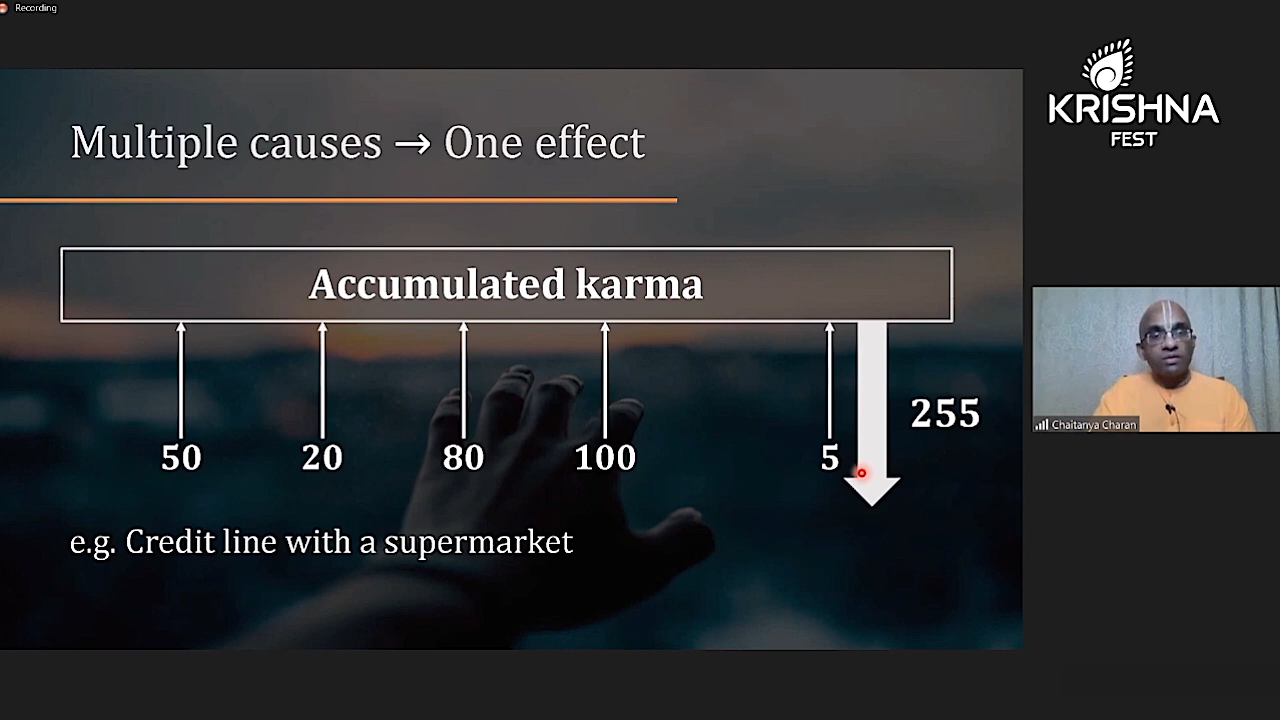 Recording
KRISHNA
FEST
Multiple causes → One effect
Accumulated karma
50 20 80 100 5
255
e.g. Credit line with a supermarket
Chaitanya Charan